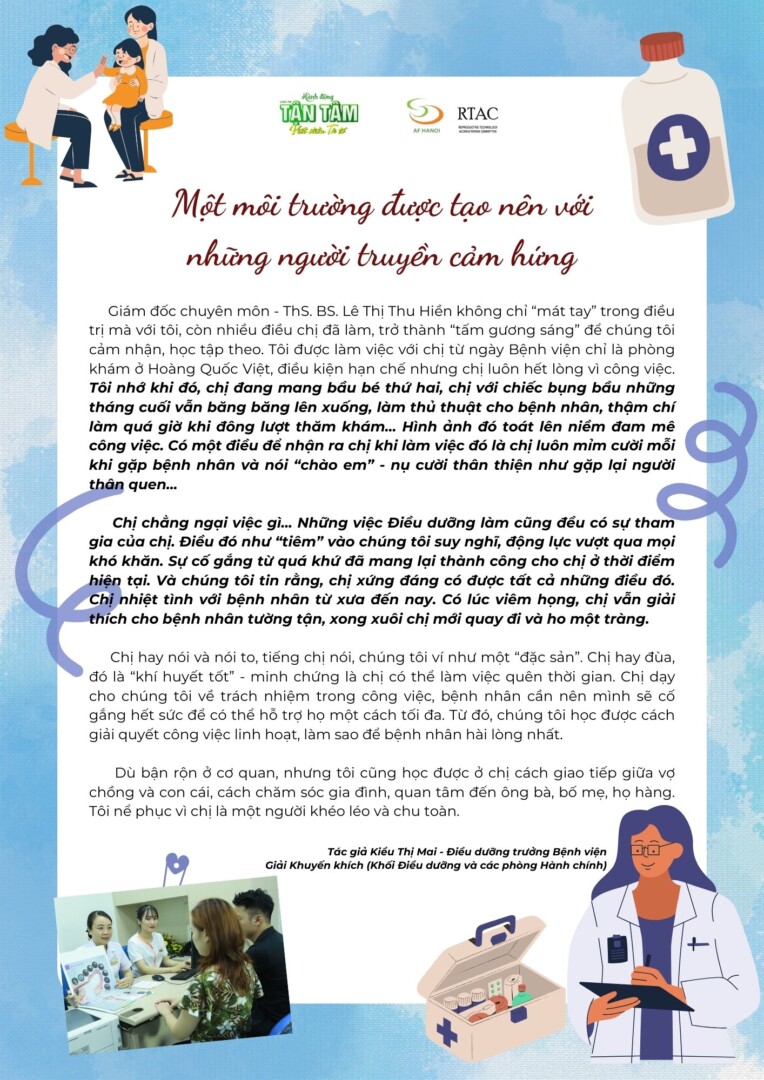 Hành động
TẬN TÂM
AF HANOI
RTAC
REPRODUCTIVE TECHNOLOGY
ACCREDITATION COMMITTEE
Một môi trường được tạo nên với
những người truyền cảm hứng
Giám đốc chuyên môn - ThS. BS. Lê Thị Thu Hiền không chỉ “mát tay” trong điều
trị mà với tôi, còn nhiều điều chị đã làm, trở thành “tấm gương sáng” để chúng tôi
cảm nhận, học tập theo. Tôi được làm việc với chị từ ngày Bệnh viện chỉ là phòng
khám ở Hoàng Quốc Việt, điều kiện hạn chế nhưng chị luôn hết lòng vì công việc.
Tôi nhớ khi đó, chị đang mang bầu bé thứ hai, chị với chiếc bụng bầu những
tháng cuối vẫn băng băng lên xuống, làm thủ thuật cho bệnh nhân, thậm chí
làm quá giờ khi đông lượt thăm khám... Hình ảnh đó toát lên niềm đam mê
công việc. Có một điều để nhận ra chị khi làm việc đó là chị luôn mỉm cười mỗi
khi gặp bệnh nhân và nói “chào em” - nụ cười thân thiện như gặp lại người
thân quen...
Chị chẳng ngại việc gì... Những việc Điều dưỡng làm cũng đều có sự tham
gia của chị. Điều đó như “tiêm” vào chúng tôi suy nghĩ, động lực vượt qua mọi
khó khăn. Sự cố gắng từ quá khứ đã mang lại thành công cho chị ở thời điểm
hiện tại. Và chúng tôi tin rằng, chị xứng đáng có được tất cả những điều đó.
Chị nhiệt tình với bệnh nhân từ xưa đến nay. Có lúc viêm họng, chị vẫn giải
thích cho bệnh nhân tường tận, xong xuôi chị mới quay đi và ho một tràng.
Chị hay nói và nói to, tiếng chị nói, chúng tôi ví như một “đặc sản”. Chị hay đùa,
đó là “khí huyết tốt” - minh chứng là chị có thể làm việc quên thời gian. Chị dạy
cho chúng tôi về trách nhiệm trong công việc, bệnh nhân cần nên mình sẽ cố
gắng hết sức để có thể hỗ trợ họ một cách tối đa. Từ đó, chúng tôi học được cách
giải quyết công việc linh hoạt, làm sao để bệnh nhân hài lòng nhất.
Dù bận rộn ở cơ quan, nhưng tôi cũng học được ở chị cách giao tiếp giữa vợ
chồng và con cái, cách chăm sóc gia đình, quan tâm đến ông bà, bố mẹ, họ hàng.
Tôi nể phục vì chị là một người khéo léo và chu toàn.
Tác giả Kiều Thị Mai - Điều dưỡng trưởng Bệnh viện
Giải Khuyến khích (Khối Điều dưỡng và các phòng Hành chính)